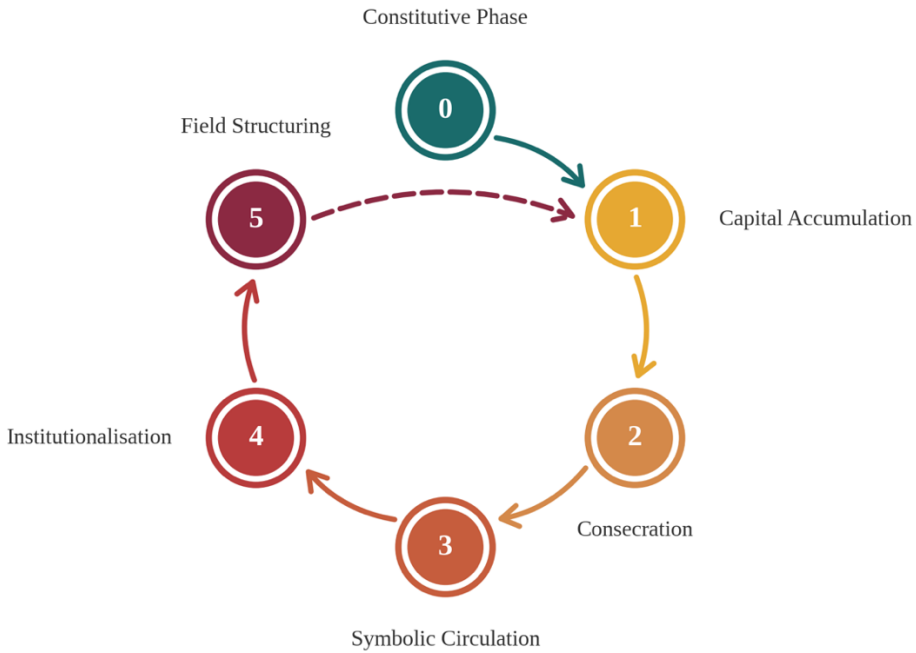 Constitutive Phase
0
Field Structuring
5
1
Capital Accumulation
4
Institutionalisation
2
Consecration
3
Symbolic Circulation